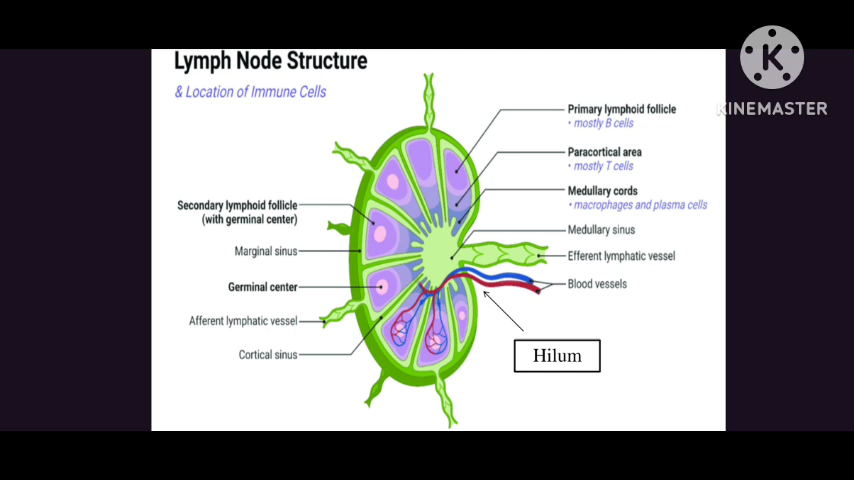 Lymph Node Structure
& Location of Immune Cells
K
KINEMASTER
Primary lymphoid follicle
• mostly B cells
Paracortical area
• mostly T cells
Medullary cords
• macrophages and plasma cells
Medullary sinus
Efferent lymphatic vessel
Blood vessels
Secondary lymphoid follicle
(with germinal center)
Marginal sinus
Germinal center
Afferent lymphatic vessel
Cortical sinus
Hilum